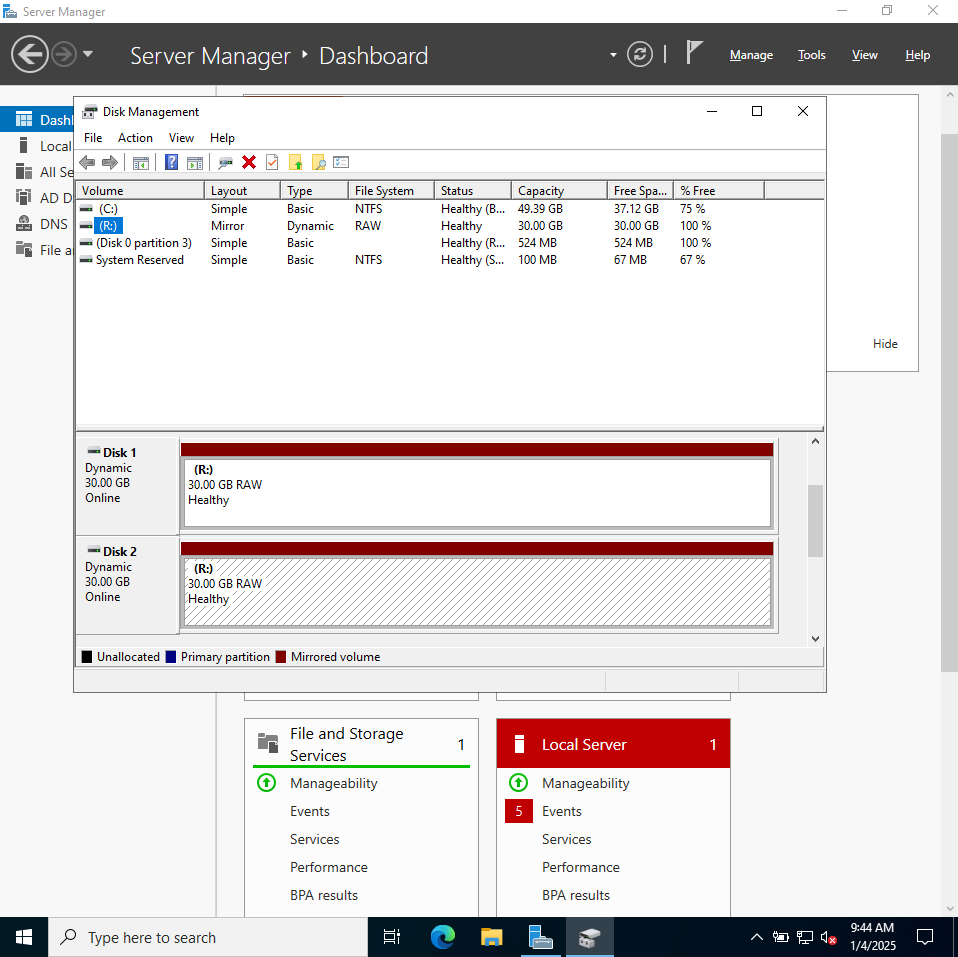 Server Manager
Server Manager • Dashboard
Manage Tools View Help
Dashb
Local
All Se
AD D
DNS
File a
Hide
Disk Management
File Action View Help
Volume Layout Type File System Status Capacity Free Spa... % Free
(C:) Simple Basic NTFS Healthy (B... 49.39 GB 37.12 GB 75 %
(R:) Mirror Dynamic RAW Healthy 30.00 GB 30.00 GB 100 %
(Disk 0 partition 3) Simple Basic Healthy (R... 524 MB 524 MB 100 %
System Reserved Simple Basic NTFS Healthy (S... 100 MB 67 MB 67 %
Disk 1
Dynamic
30.00 GB
Online
(R:)
30.00 GB RAW
Healthy
Disk 2
Dynamic
30.00 GB
Online
(R:)
30.00 GB RAW
Healthy
Unallocated Primary partition Mirrored volume
File and Storage
Services
1
Manageability
Events
Services
Performance
BPA results
Local Server 1
Manageability
5 Events
Services
Performance
BPA results
Type here to search
9:44 AM
1/4/2025